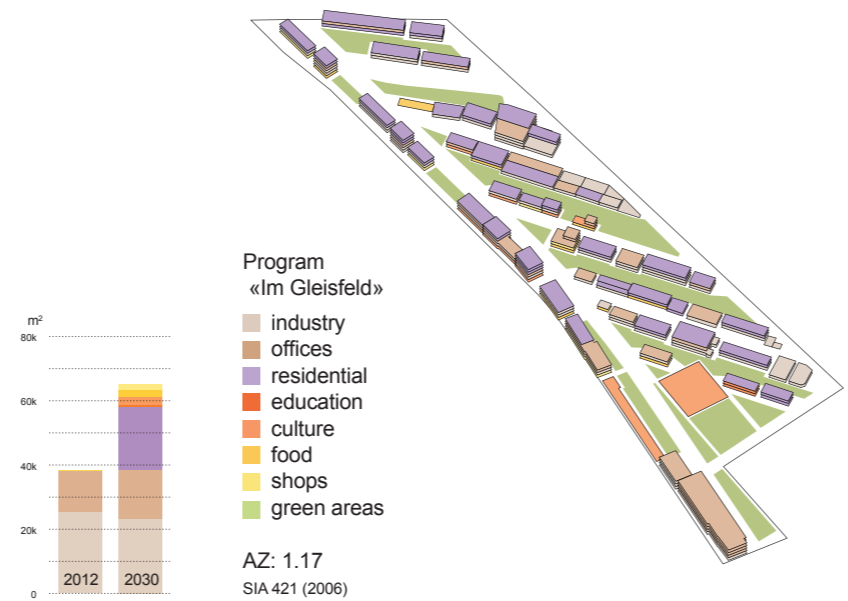 Program
«Im Gleisfeld»
industry
offices
residential
education
culture
food
shops
green areas
AZ: 1.17
SIA 421 (2006)
m²
80k
60k
40k
20k
0
2012 2030